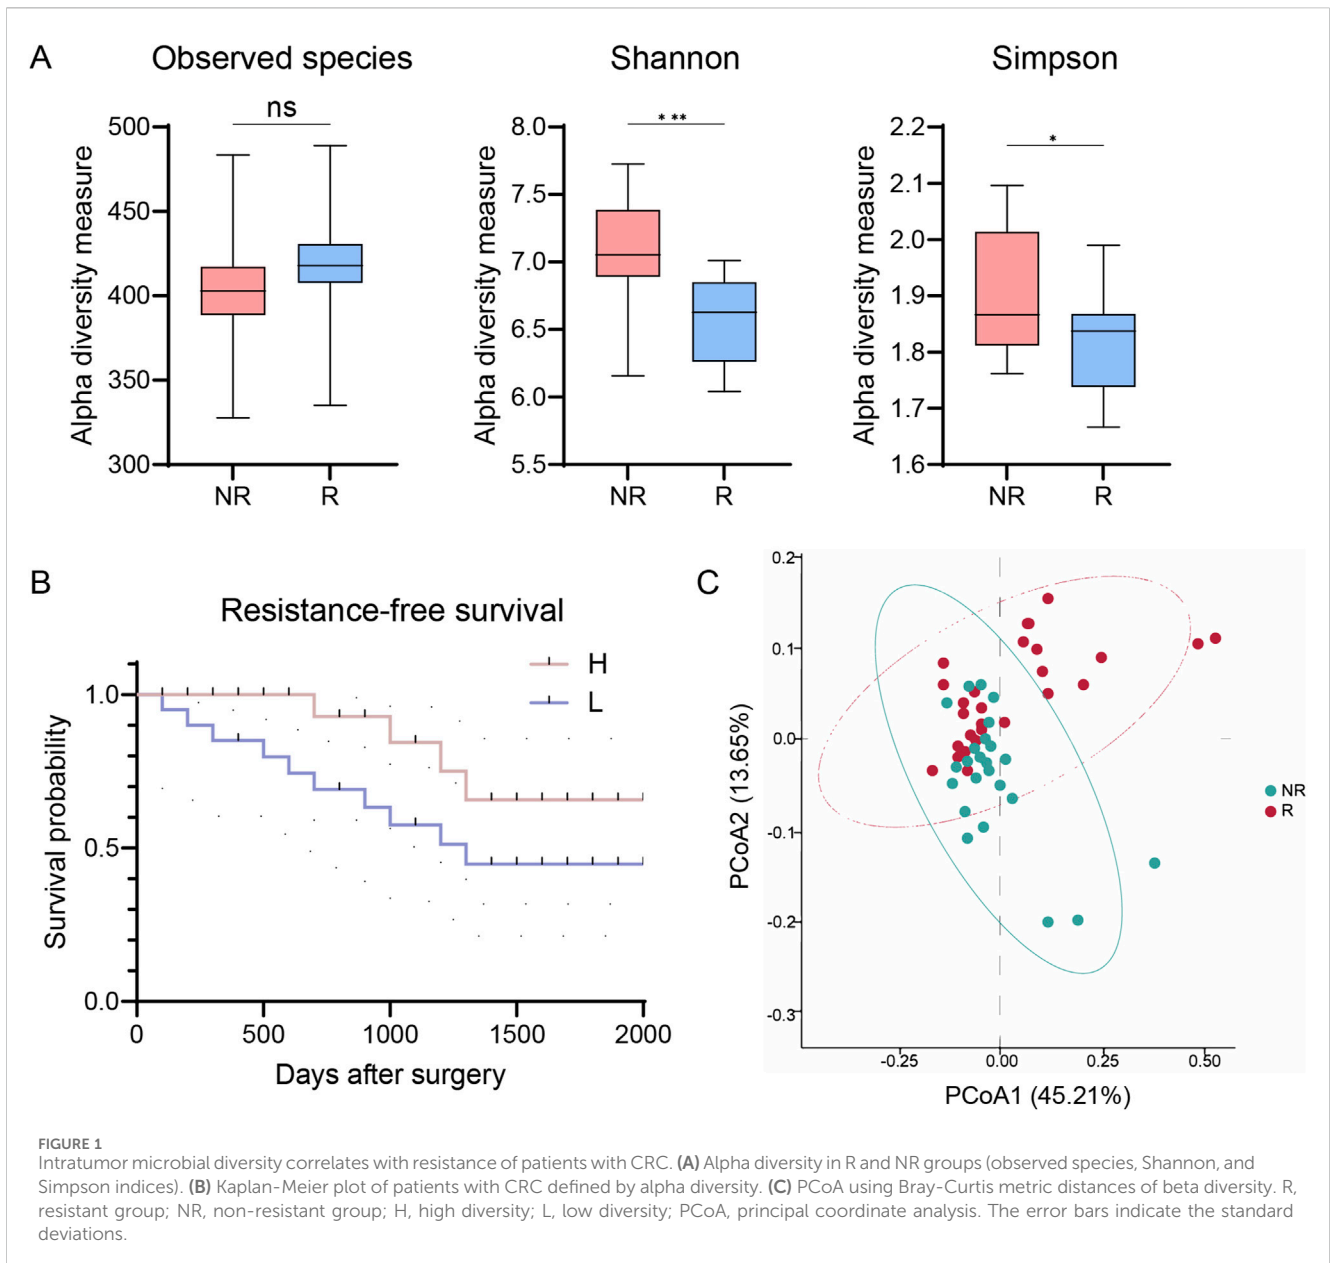 A
Observed species
Shannon
Simpson
ns
* **
*
Alpha diversity measure
500
450
400
350
300
NR
R
Alpha diversity measure
8.0
7.5
7.0
6.5
6.0
5.5
NR
R
Alpha diversity measure
2.2
2.1
2.0
1.9
1.8
1.7
1.6
NR
R
B
Resistance-free survival
H
L
Survival probability
1.0
0.5
0.0
0
500
1000
1500
2000
Days after surgery
C
PCoA2 (13.65%)
0.2
0.1
0.0
-0.1
-0.2
-0.3
-0.25
0.00
0.25
0.50
PCoA1 (45.21%)
NR
R
FIGURE 1
Intratumor microbial diversity correlates with resistance of patients with CRC. (A) Alpha diversity in R and NR groups (observed species, Shannon, and
Simpson indices). (B) Kaplan-Meier plot of patients with CRC defined by alpha diversity. (C) PCoA using Bray-Curtis metric distances of beta diversity. R,
resistant group; NR, non-resistant group; H, high diversity; L, low diversity; PCoA, principal coordinate analysis. The error bars indicate the standard
deviations.